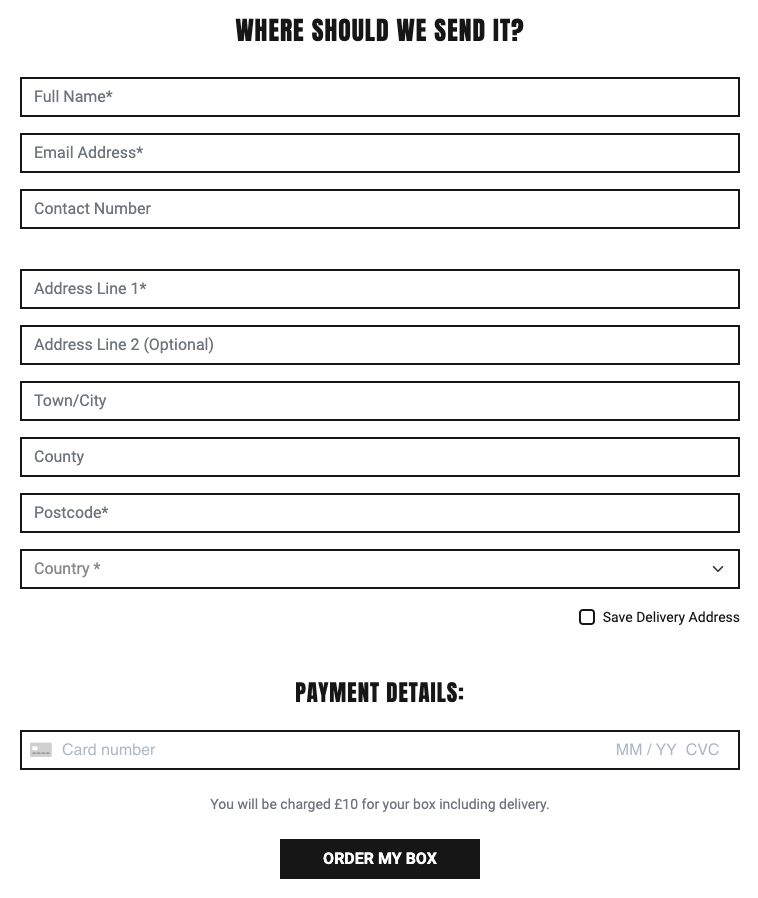 WHERE SHOULD WE SEND IT?
Full Name*
Email Address*
Contact Number
Address Line 1*
Address Line 2 (Optional)
Town/City
County
Postcode*
Country *
Save Delivery Address
PAYMENT DETAILS:
Card number MM / YY CVC
You will be charged £10 for your box including delivery.
ORDER MY BOX